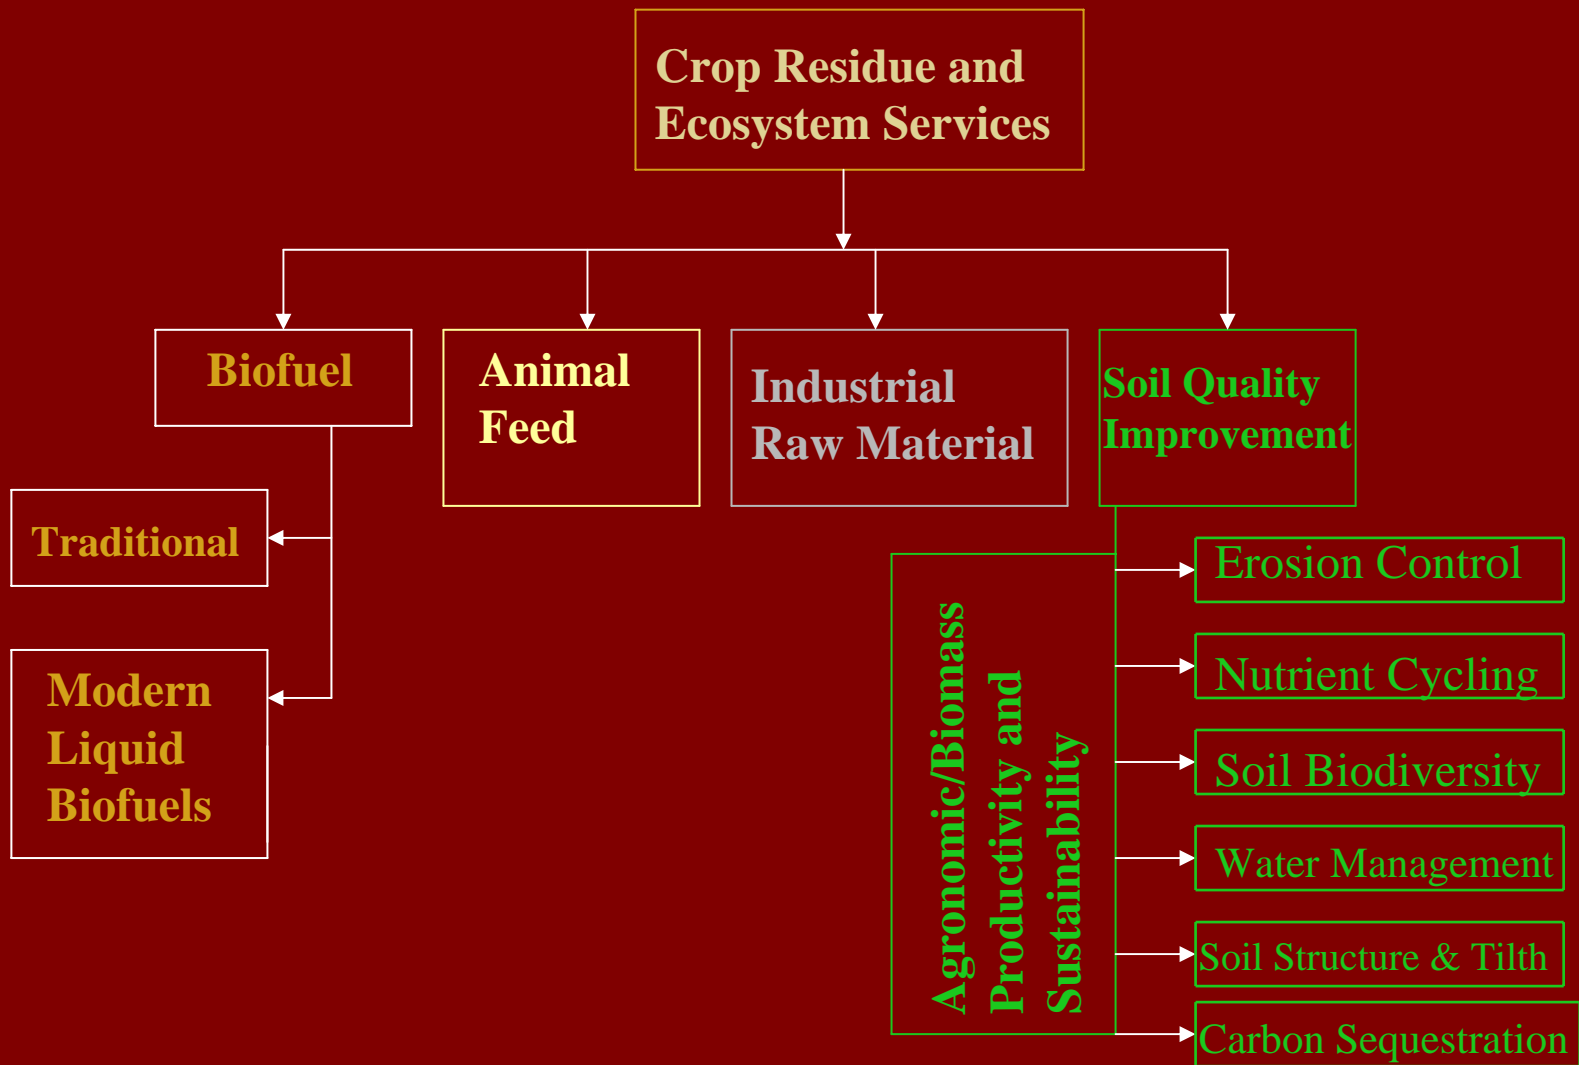 Crop Residue and
Ecosystem Services
Biofuel
Animal
Feed
Industrial
Raw Material
Soil Quality
Improvement
Traditional
Modern
Liquid
Biofuels
Agronomic/Biomass
Productivity and
Sustainability
Erosion Control
Nutrient Cycling
Soil Biodiversity
Water Management
Soil Structure & Tilth
Carbon Sequestration